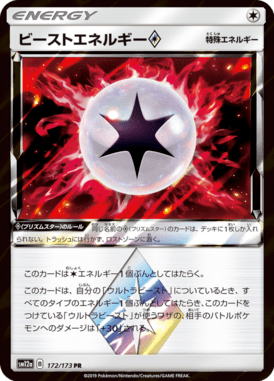 ENERGY
ビーストエネルギー◇
特殊エネルギー
◇(プリズムスター)のルール
同じ名前の◇(プリズムスター)のカードは、デッキに1枚しか入れられない。トラッシュには行かず、ロストゾーンに置く。
このカードは無エネルギー1個ぶんとしてはたらく。
このカードは、自分の「ウルトラビースト」についているとき、す
べてのタイプのエネルギー1個ぶんとしてはたらき、このカードを
つけている「ウルトラビースト」が使うワザの、相手のバトルポケ
モンへのダメージは「+30」される。
sm12a 172/173 PR
©2019 Pokémon/Nintendo/Creatures/GAME FREAK.